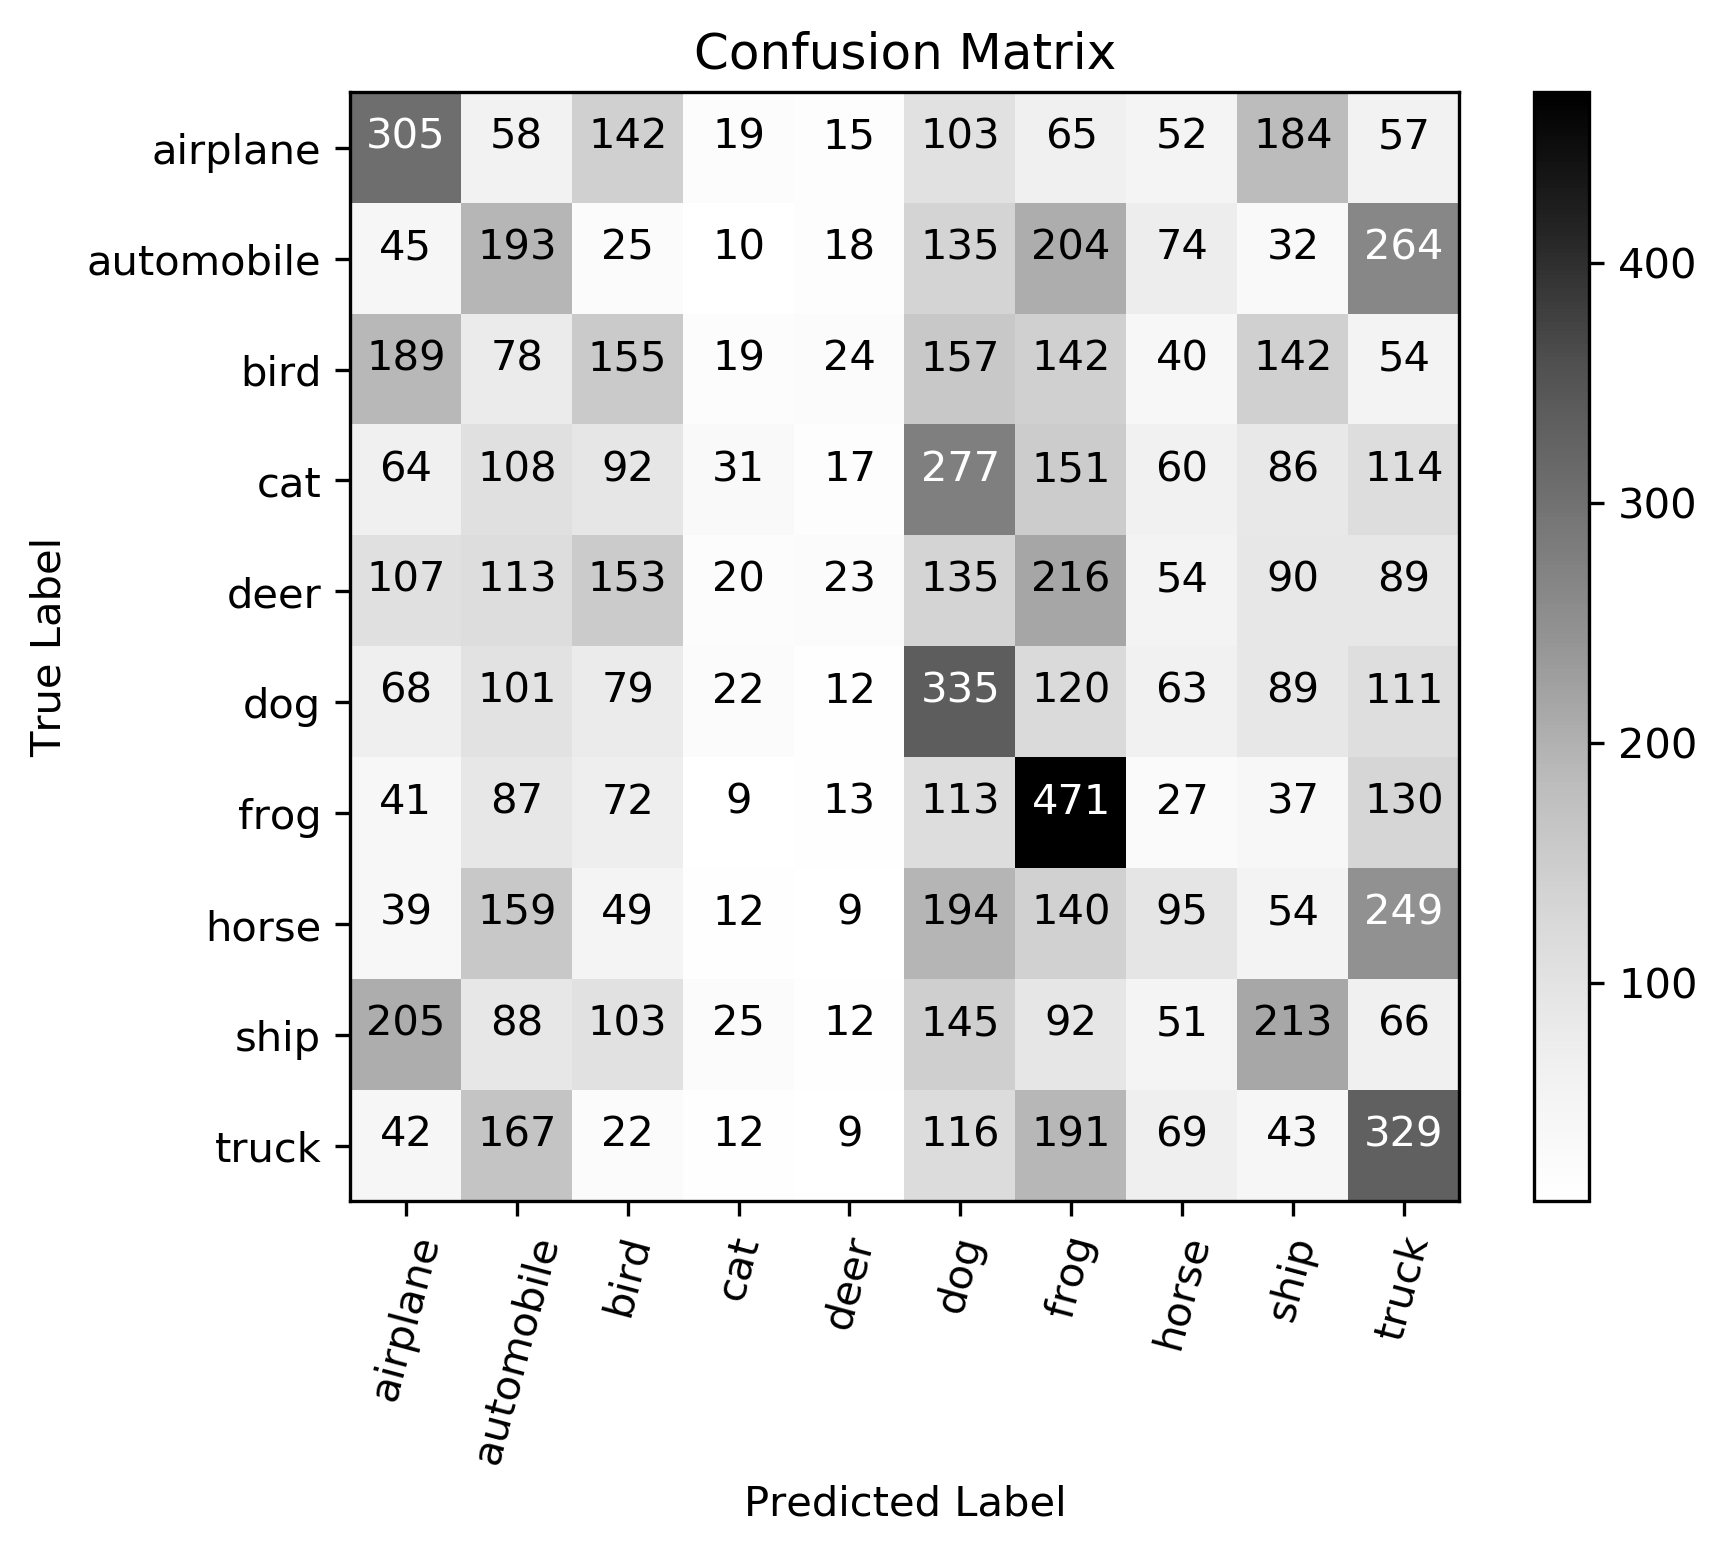 Confusion Matrix
airplane 305 58 142 19 15 103 65 52 184 57
automobile 45 193 25 10 18 135 204 74 32 264
bird 189 78 155 19 24 157 142 40 142 54
cat 64 108 92 31 17 277 151 60 86 114
deer 107 113 153 20 23 135 216 54 90 89
dog 68 101 79 22 12 335 120 63 89 111
frog 41 87 72 9 13 113 471 27 37 130
horse 39 159 49 12 9 194 140 95 54 249
ship 205 88 103 25 12 145 92 51 213 66
truck 42 167 22 12 9 116 191 69 43 329
True Label
airplane automobile bird cat deer dog frog horse ship truck
Predicted Label
400
300
200
100